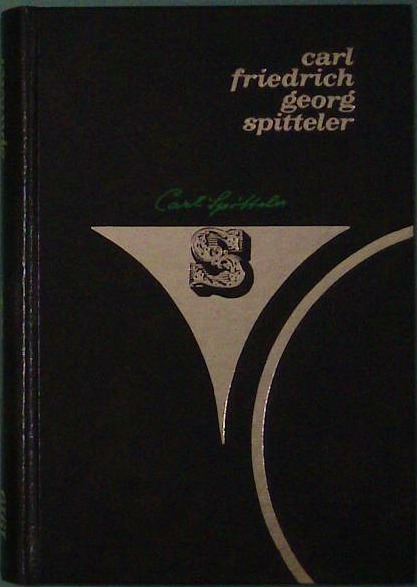 carl
friedrich
georg
spitteler
Carl Spitteler
S